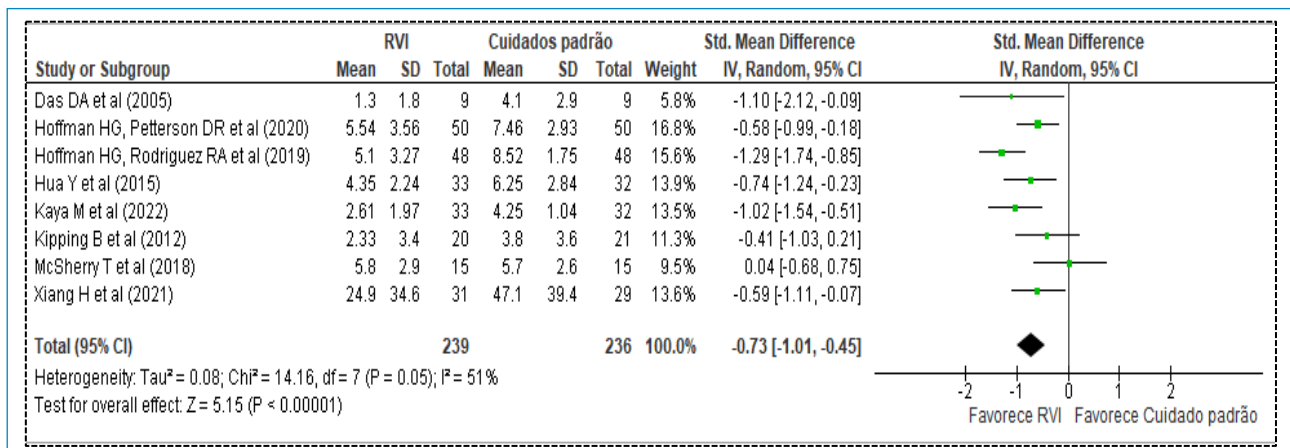 RVI Cuidados padrão Std. Mean Difference Std. Mean Difference
Study or Subgroup Mean SD Total Mean SD Total Weight IV, Random, 95% CI IV, Random, 95% CI
Das DA et al (2005) 1.3 1.8 9 4.1 2.9 9 5.8% -1.10 [-2.12, -0.09]
Hoffman HG, Petterson DR et al (2020) 5.54 3.56 50 7.46 2.93 50 16.8% -0.58 [-0.99, -0.18]
Hoffman HG, Rodriguez RA et al (2019) 5.1 3.27 48 8.52 1.75 48 15.6% -1.29 [-1.74, -0.85]
Hua Y et al (2015) 4.35 2.24 33 6.25 2.84 32 13.9% -0.74 [-1.24, -0.23]
Kaya M et al (2022) 2.61 1.97 33 4.25 1.04 32 13.5% -1.02 [-1.54, -0.51]
Kipping B et al (2012) 2.33 3.4 20 3.8 3.6 21 11.3% -0.41 [-1.03, 0.21]
McSherry T et al (2018) 5.8 2.9 15 5.7 2.6 15 9.5% 0.04 [-0.68, 0.75]
Xiang H et al (2021) 24.9 34.6 31 47.1 39.4 29 13.6% -0.59 [-1.11, -0.07]
Total (95% CI) 239 236 100.0% -0.73 [-1.01, -0.45]
Heterogeneity: Tau² = 0.08; Chi² = 14.16, df = 7 (P = 0.05); I² = 51%
Test for overall effect: Z = 5.15 (P < 0.00001)
-2 -1 0 1 2
Favorece RVI Favorece Cuidado padrão